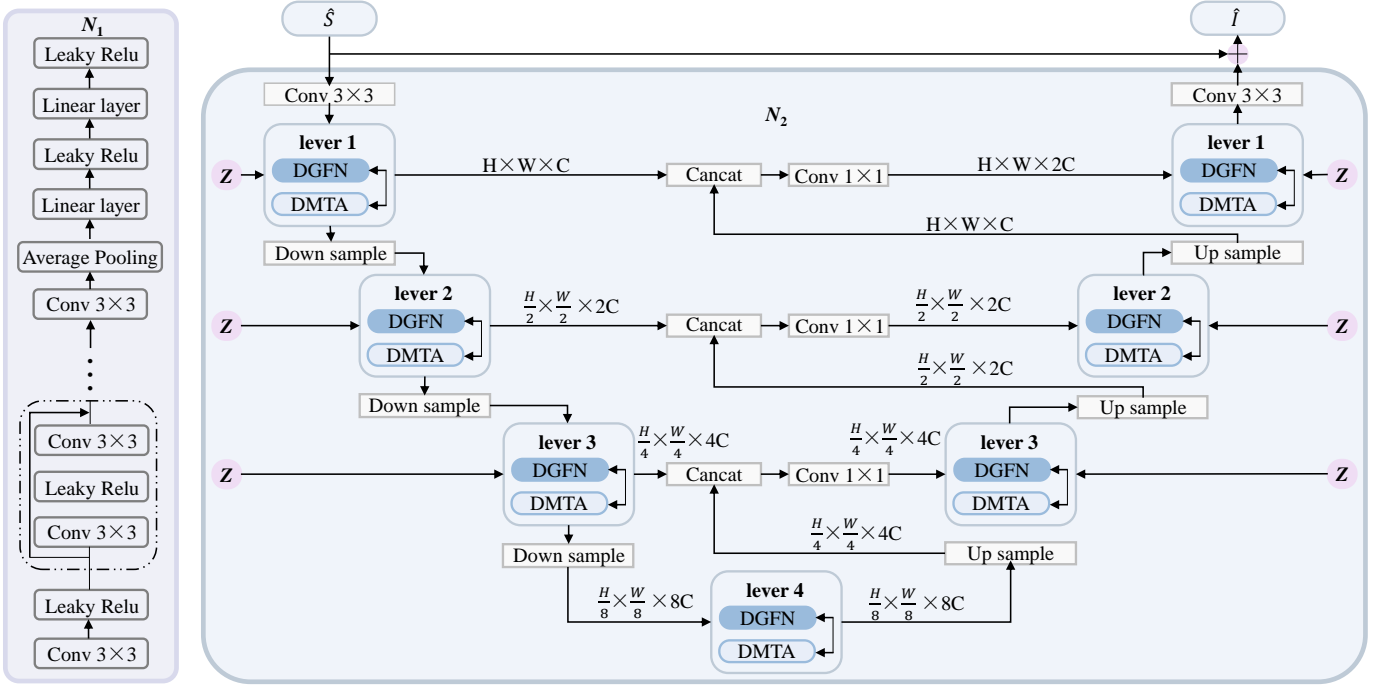 N₁
Leaky Relu
Linear layer
Leaky Relu
Linear layer
Average Pooling
Conv 3×3
Conv 3×3
Leaky Relu
Conv 3×3
Leaky Relu
Conv 3×3
Ŝ
Î
+
Conv 3×3
N₂
Conv 3×3
lever 1
DGFN
DMTA
Z
H×W×C
Cancat
Conv 1×1
H×W×2C
lever 1
DGFN
DMTA
Z
H×W×C
Down sample
Up sample
lever 2
DGFN
DMTA
Z
H/2×W/2×2C
Cancat
Conv 1×1
H/2×W/2×2C
lever 2
DGFN
DMTA
Z
H/2×W/2×2C
Down sample
Up sample
lever 3
DGFN
DMTA
Z
H/4×W/4×4C
Cancat
Conv 1×1
H/4×W/4×4C
lever 3
DGFN
DMTA
Z
H/4×W/4×4C
Down sample
Up sample
H/8×W/8×8C
lever 4
DGFN
DMTA
H/8×W/8×8C